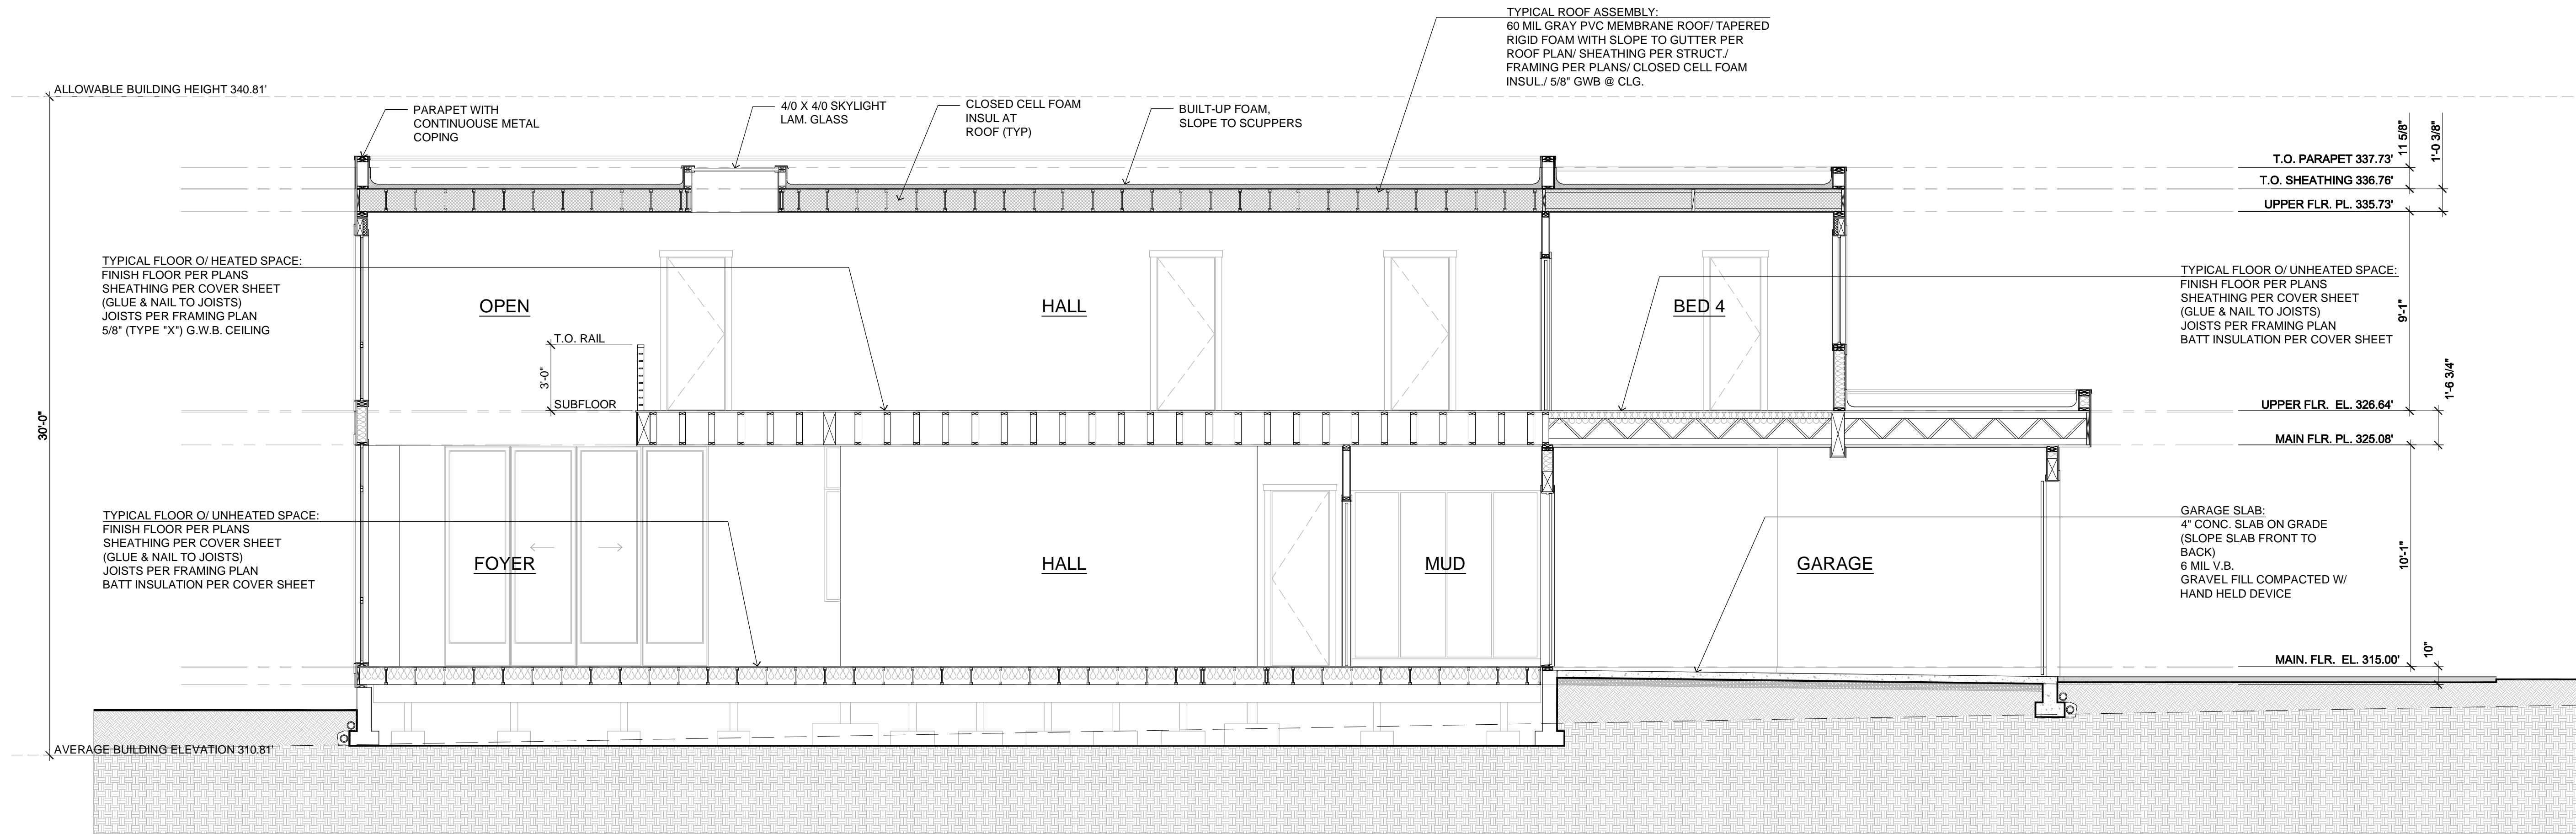 TYPICAL ROOF ASSEMBLY:
60 MIL GRAY PVC MEMBRANE ROOF/ TAPERED
RIGID FOAM WITH SLOPE TO GUTTER PER
ROOF PLAN/ SHEATHING PER STRUCT./
FRAMING PER PLANS/ CLOSED CELL FOAM
INSUL./ 5/8" GWB @ CLG.
ALLOWABLE BUILDING HEIGHT 340.81'
PARAPET WITH
CONTINUOUSE METAL
COPING
4/0 X 4/0 SKYLIGHT
LAM. GLASS
CLOSED CELL FOAM
INSUL AT
ROOF (TYP)
BUILT-UP FOAM,
SLOPE TO SCUPPERS
T.O. PARAPET 337.73'
11 5/8"
1'-0 3/8"
T.O. SHEATHING 336.76'
UPPER FLR. PL. 335.73'
TYPICAL FLOOR O/ HEATED SPACE:
FINISH FLOOR PER PLANS
SHEATHING PER COVER SHEET
(GLUE & NAIL TO JOISTS)
JOISTS PER FRAMING PLAN
5/8" (TYPE "X") G.W.B. CEILING
OPEN
HALL
BED 4
TYPICAL FLOOR O/ UNHEATED SPACE:
FINISH FLOOR PER PLANS
SHEATHING PER COVER SHEET
(GLUE & NAIL TO JOISTS)
JOISTS PER FRAMING PLAN
BATT INSULATION PER COVER SHEET
9'-1"
T.O. RAIL
3'-0"
SUBFLOOR
1'-6 3/4"
UPPER FLR. EL. 326.64'
30'-0"
MAIN FLR. PL. 325.08'
TYPICAL FLOOR O/ UNHEATED SPACE:
FINISH FLOOR PER PLANS
SHEATHING PER COVER SHEET
(GLUE & NAIL TO JOISTS)
JOISTS PER FRAMING PLAN
BATT INSULATION PER COVER SHEET
FOYER
HALL
MUD
GARAGE
GARAGE SLAB:
4" CONC. SLAB ON GRADE
(SLOPE SLAB FRONT TO
BACK)
6 MIL V.B.
GRAVEL FILL COMPACTED W/
HAND HELD DEVICE
10'-1"
10"
MAIN. FLR. EL. 315.00'
AVERAGE BUILDING ELEVATION 310.81'